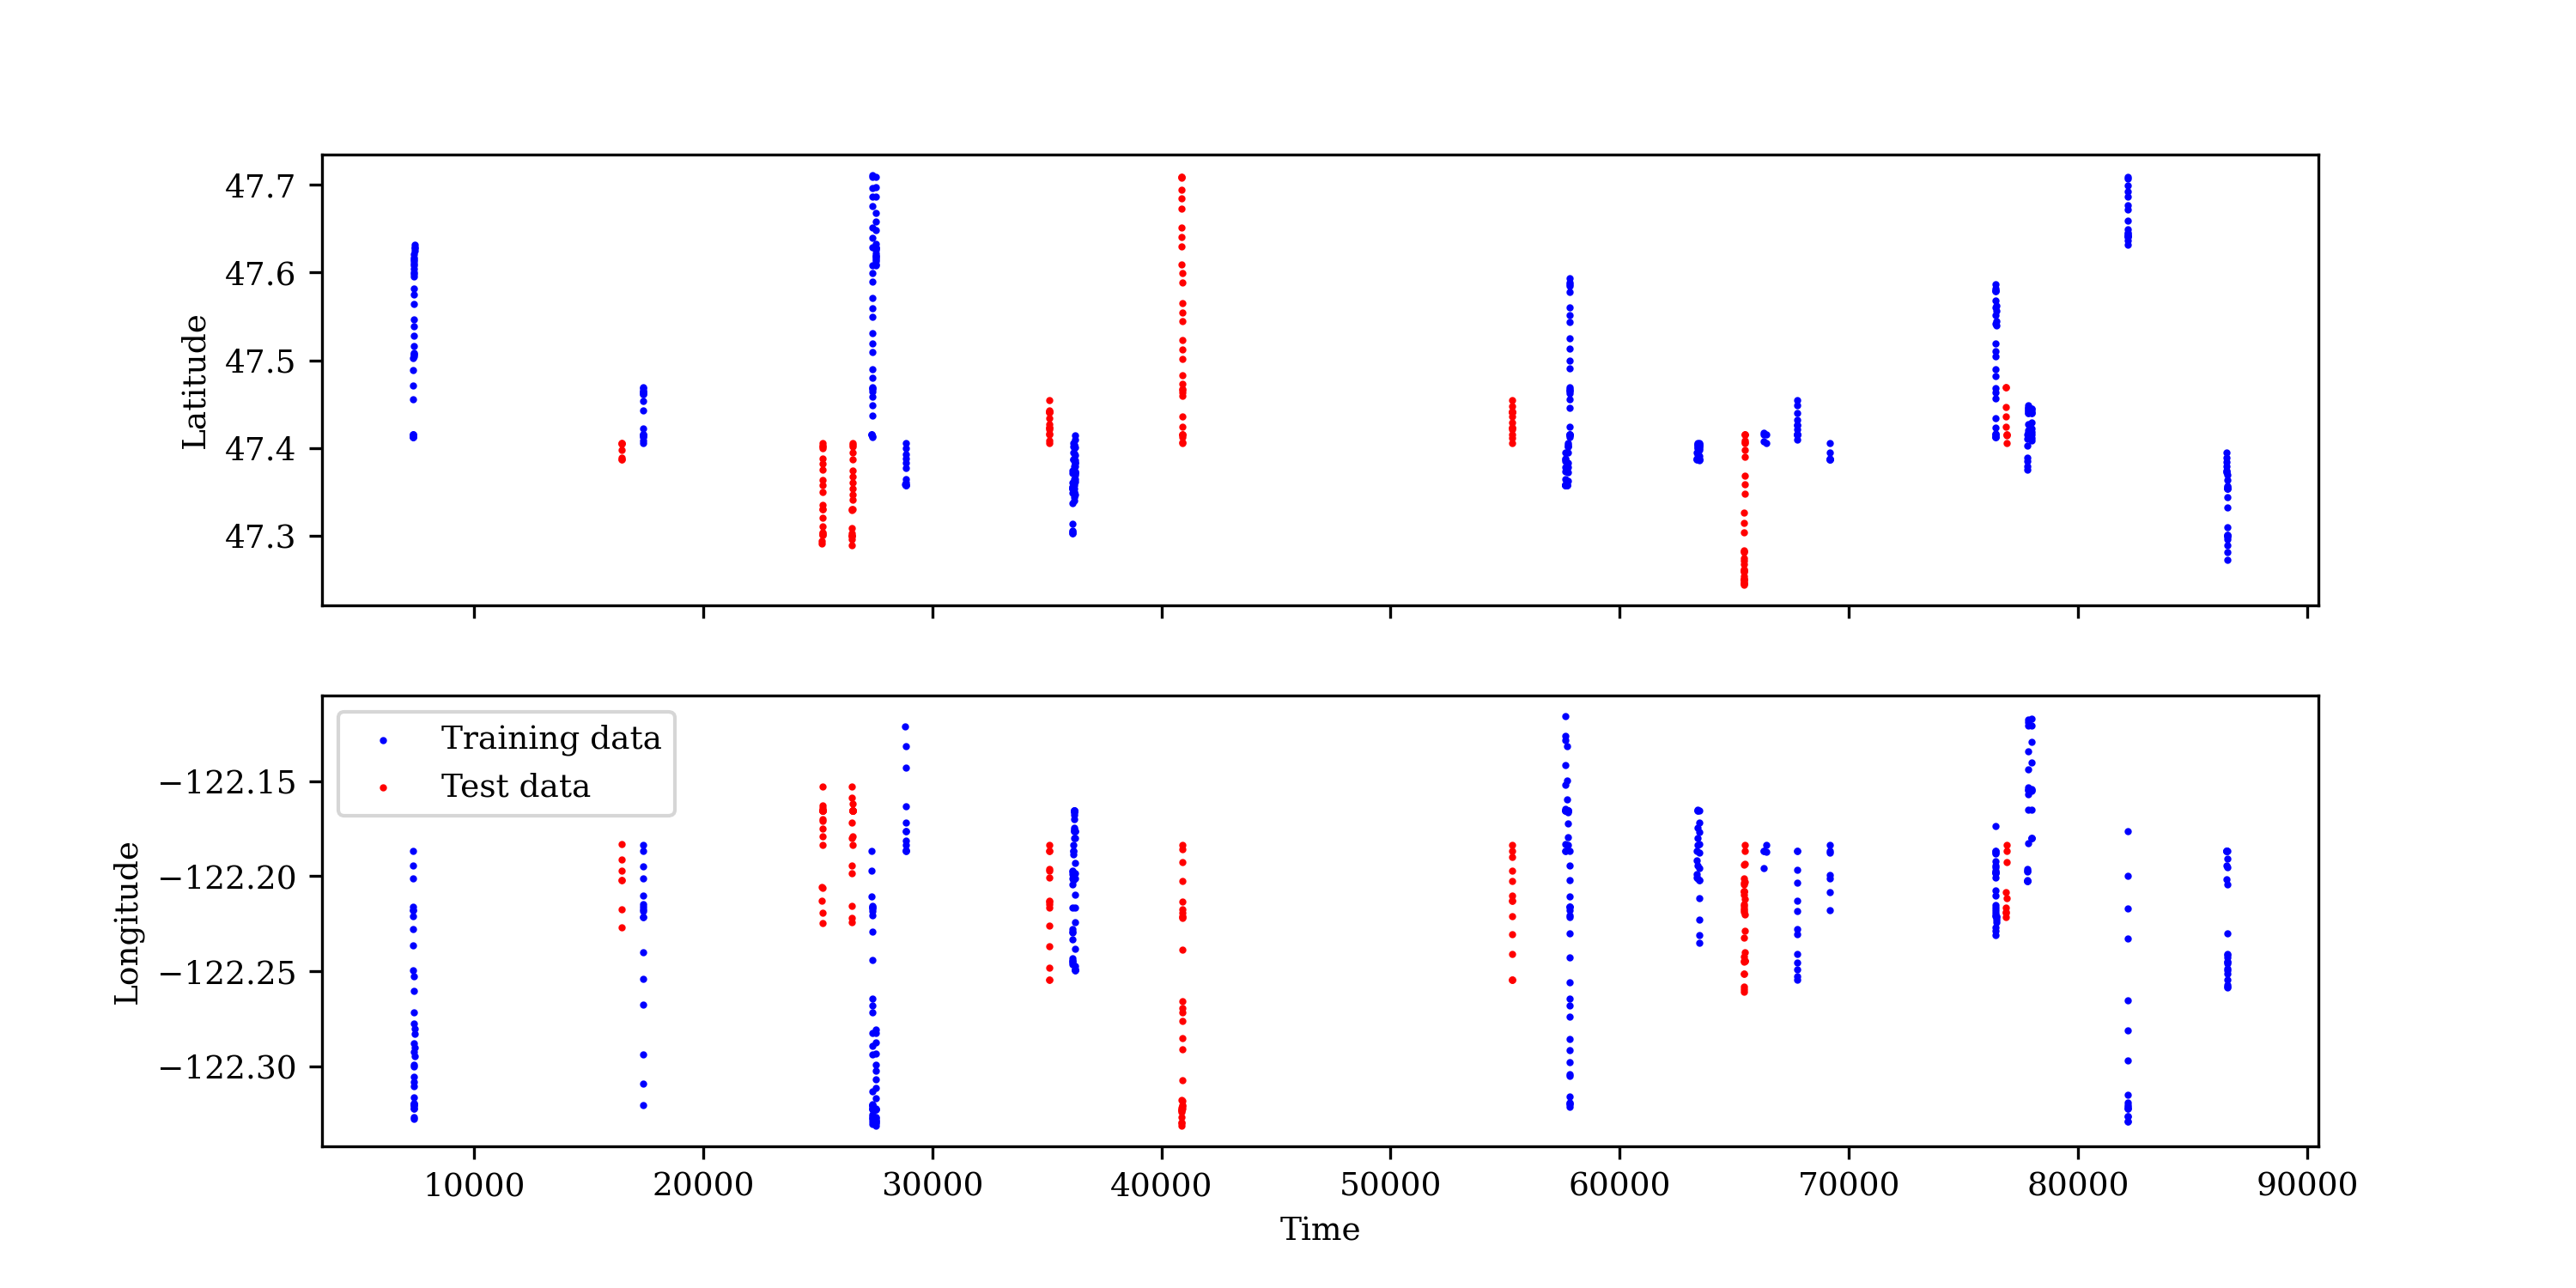 47.7
47.6
47.5
47.4
47.3
Latitude
Training data
Test data
−122.15
−122.20
−122.25
−122.30
Longitude
10000 20000 30000 40000 50000 60000 70000 80000 90000
Time